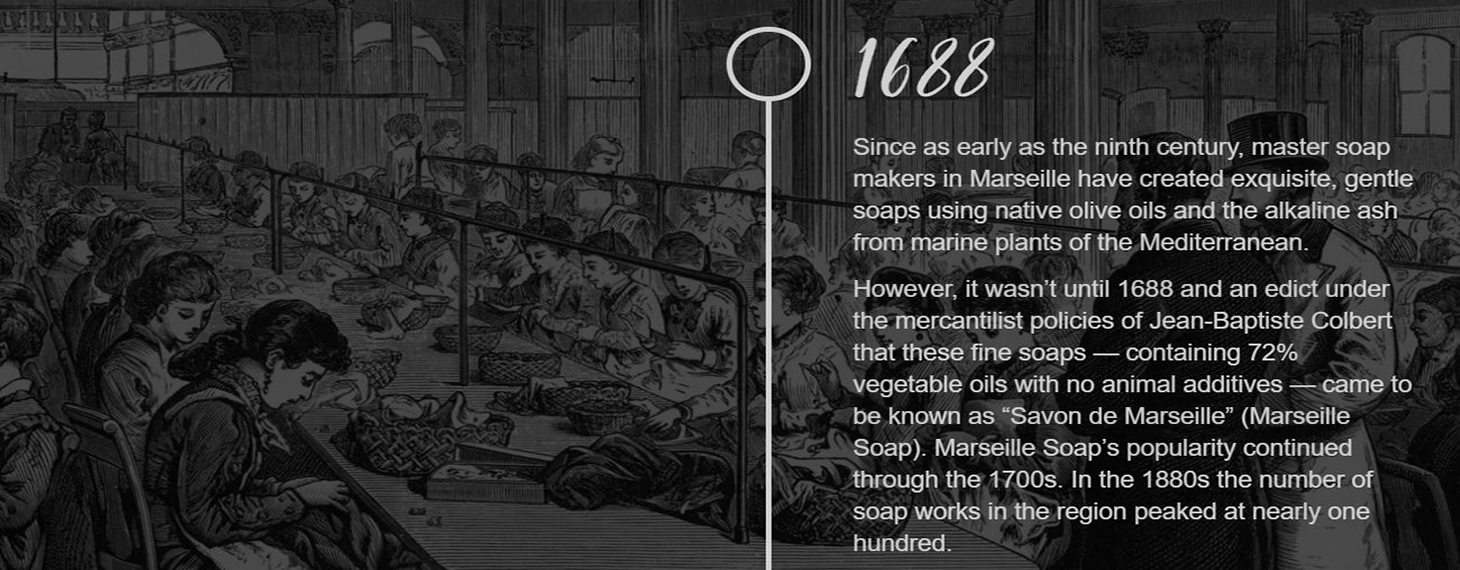 1688
Since as early as the ninth century, master soap
makers in Marseille have created exquisite, gentle
soaps using native olive oils and the alkaline ash
from marine plants of the Mediterranean.
However, it wasn’t until 1688 and an edict under
the mercantilist policies of Jean-Baptiste Colbert
that these fine soaps — containing 72%
vegetable oils with no animal additives — came to
be known as “Savon de Marseille” (Marseille
Soap). Marseille Soap’s popularity continued
through the 1700s. In the 1880s the number of
soap works in the region peaked at nearly one
hundred.